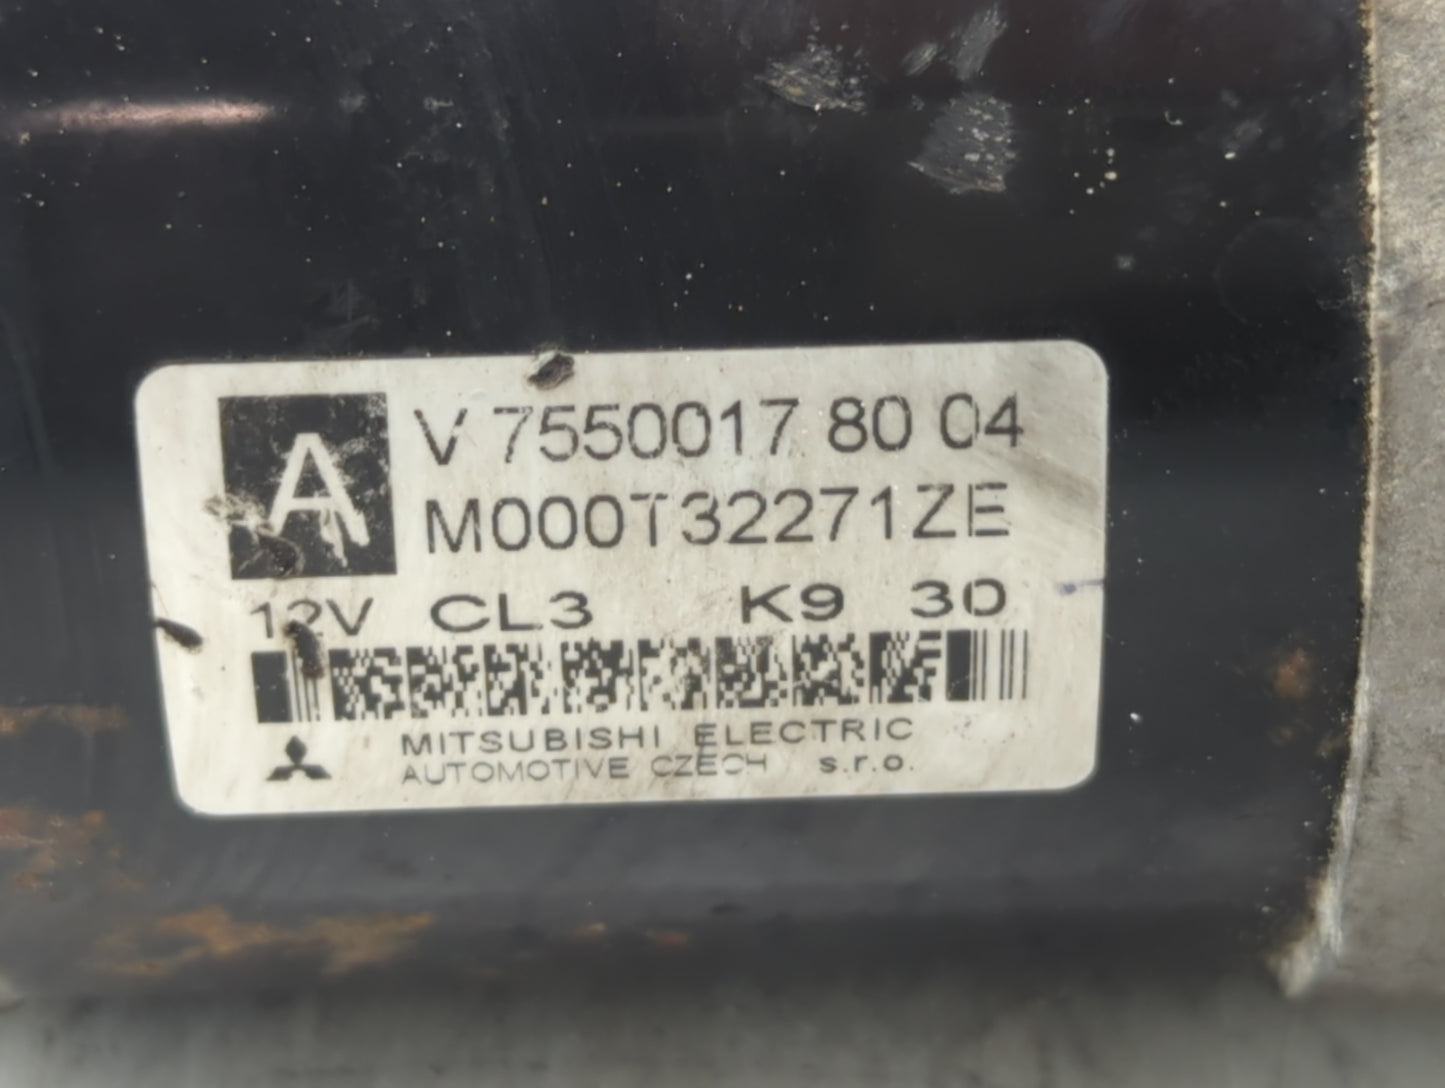 A
V 7550017 80 04
M000T32271ZE
12V CL3 K9 30
MITSUBISHI ELECTRIC
AUTOMOTIVE CZECH s.r.o.